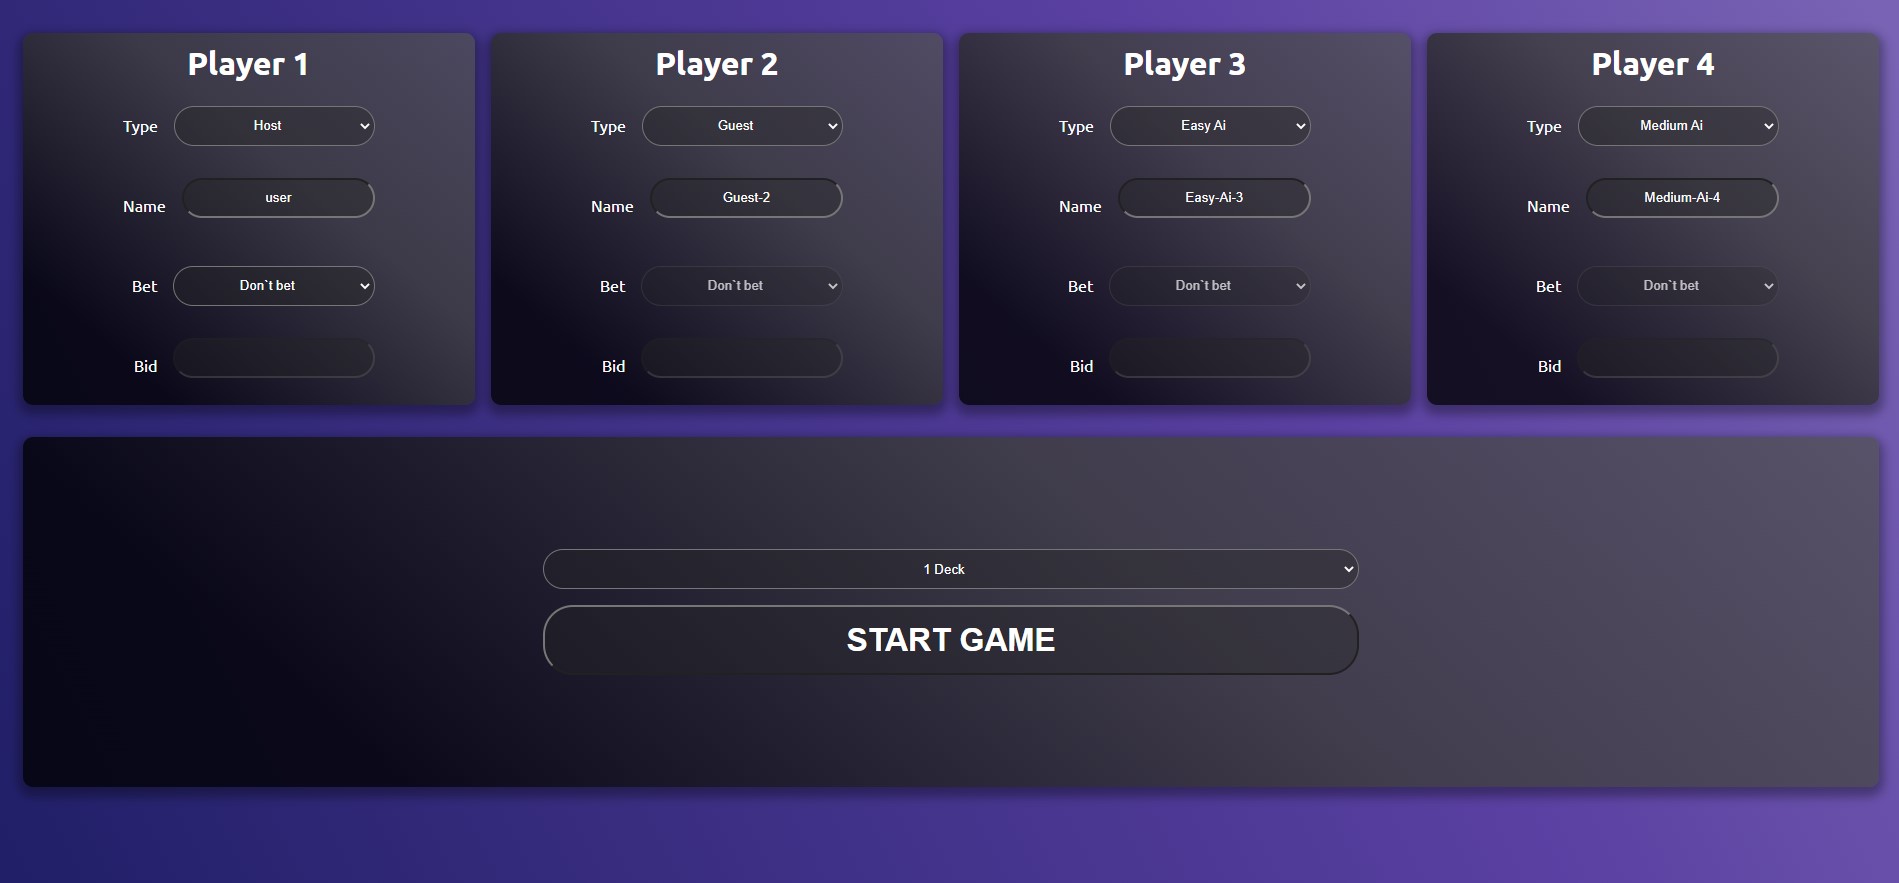 Player 1
Type Host
Name user
Bet Don`t bet
Bid
Player 2
Type Guest
Name Guest-2
Bet Don`t bet
Bid
Player 3
Type Easy Ai
Name Easy-Ai-3
Bet Don`t bet
Bid
Player 4
Type Medium Ai
Name Medium-Ai-4
Bet Don`t bet
Bid
1 Deck
START GAME